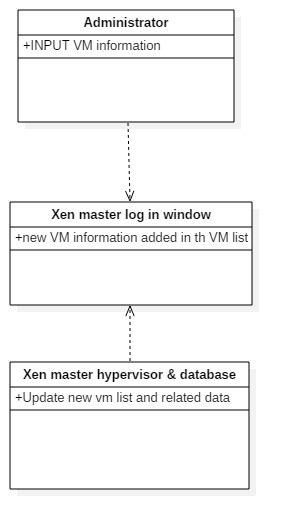 Administrator
+INPUT VM information
Xen master log in window
+new VM information added in th VM list
Xen master hypervisor & database
+Update new vm list and related data